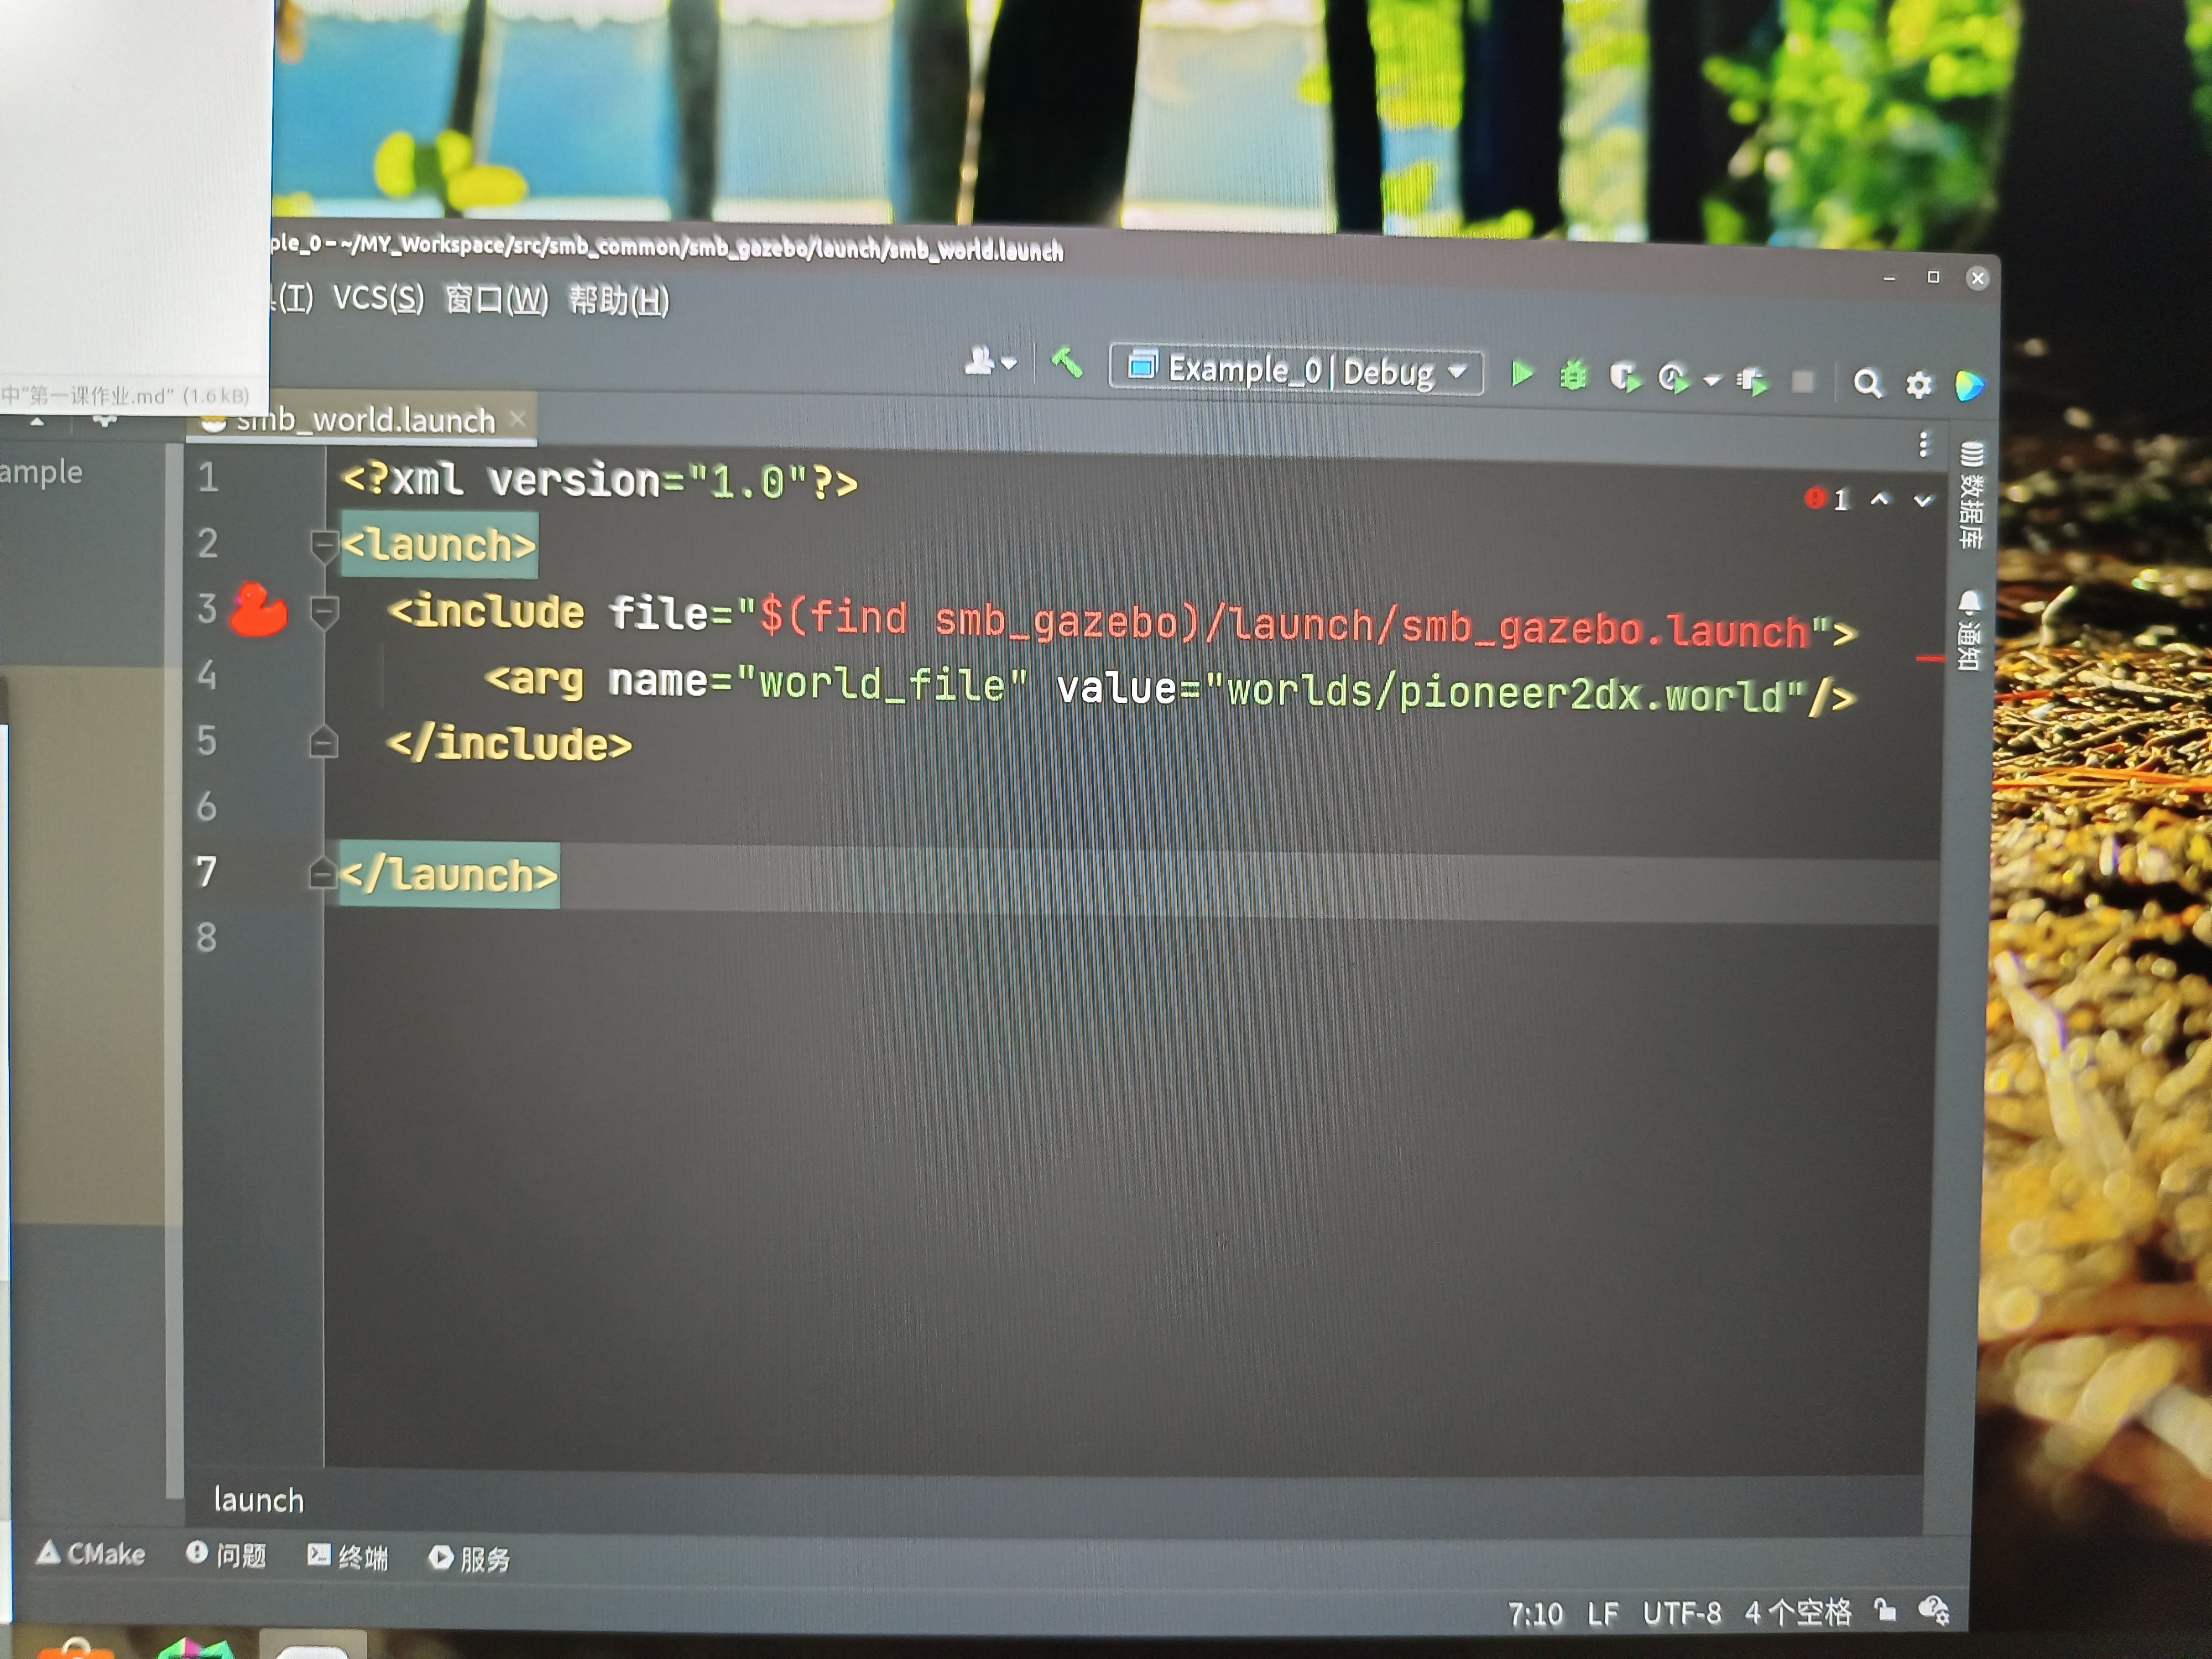 ple_0 – ~/MY_Workspace/src/smb_common/smb_gazebo/launch/smb_world.launch
(I) VCS(S) 窗口(W) 帮助(H)
Example_0 | Debug
中“第一课作业.md” (1.6 kB)
smb_world.launch
ample
1 <?xml version="1.0"?>
1
2 <launch>
3 <include file="$(find smb_gazebo)/launch/smb_gazebo.launch">
4 <arg name="world_file" value="worlds/pioneer2dx.world"/>
5 </include>
6
7 </launch>
8
数据库
通知
launch
CMake 问题 终端 服务
7:10 LF UTF-8 4 个空格